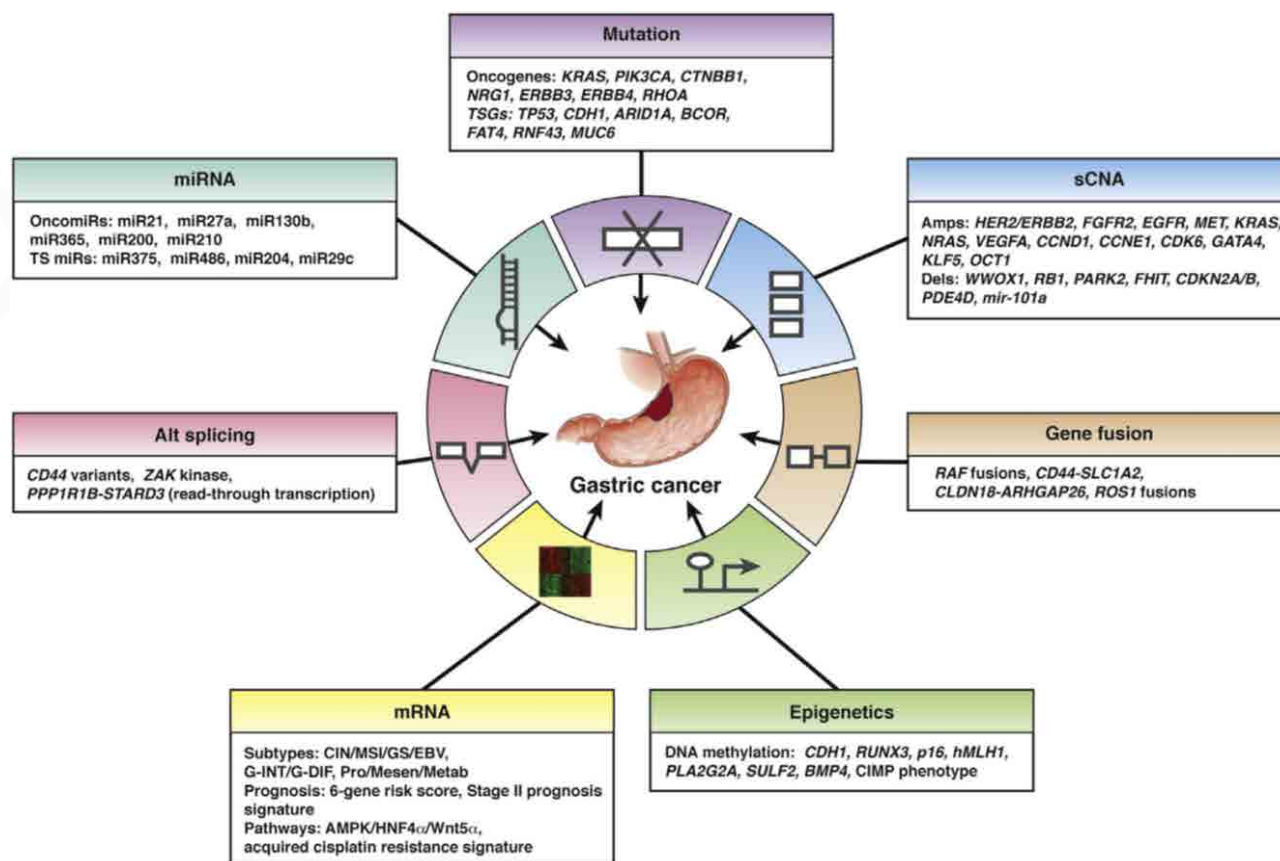 Mutation
Oncogenes: KRAS, PIK3CA, CTNBB1,
NRG1, ERBB3, ERBB4, RHOA
TSGs: TP53, CDH1, ARID1A, BCOR,
FAT4, RNF43, MUC6
miRNA
OncomiRs: miR21, miR27a, miR130b,
miR365, miR200, miR210
TS miRs: miR375, miR486, miR204, miR29c
sCNA
Amps: HER2/ERBB2, FGFR2, EGFR, MET, KRAS,
NRAS, VEGFA, CCND1, CCNE1, CDK6, GATA4,
KLF5, OCT1
Dels: WWOX1, RB1, PARK2, FHIT, CDKN2A/B,
PDE4D, mir-101a
Alt splicing
CD44 variants, ZAK kinase,
PPP1R1B-STARD3 (read-through transcription)
Gene fusion
RAF fusions, CD44-SLC1A2,
CLDN18-ARHGAP26, ROS1 fusions
Gastric cancer
mRNA
Subtypes: CIN/MSI/GS/EBV,
G-INT/G-DIF, Pro/Mesen/Metab
Prognosis: 6-gene risk score, Stage II prognosis
signature
Pathways: AMPK/HNF4α/Wnt5α,
acquired cisplatin resistance signature
Epigenetics
DNA methylation: CDH1, RUNX3, p16, hMLH1,
PLA2G2A, SULF2, BMP4, CIMP phenotype